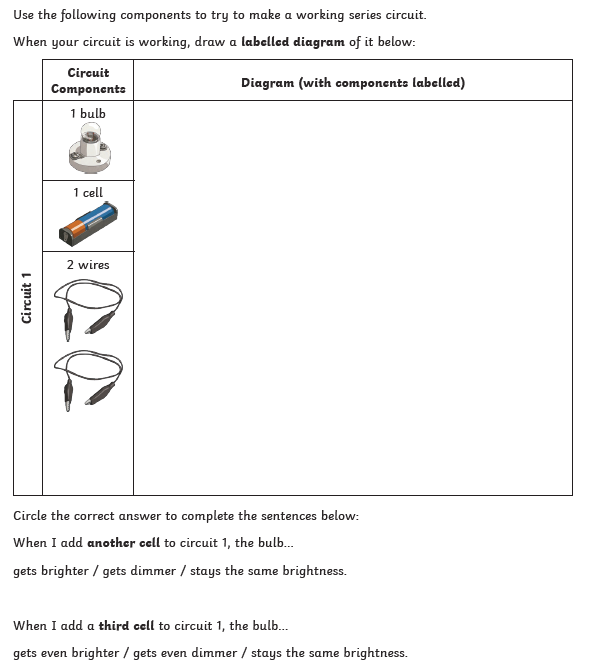 Use the following components to try to make a working series circuit.
When your circuit is working, draw a labelled diagram of it below:
Circuit
Components
Diagram (with components labelled)
Circuit 1
1 bulb
1 cell
2 wires
Circle the correct answer to complete the sentences below:
When I add another cell to circuit 1, the bulb...
gets brighter / gets dimmer / stays the same brightness.
When I add a third cell to circuit 1, the bulb...
gets even brighter / gets even dimmer / stays the same brightness.